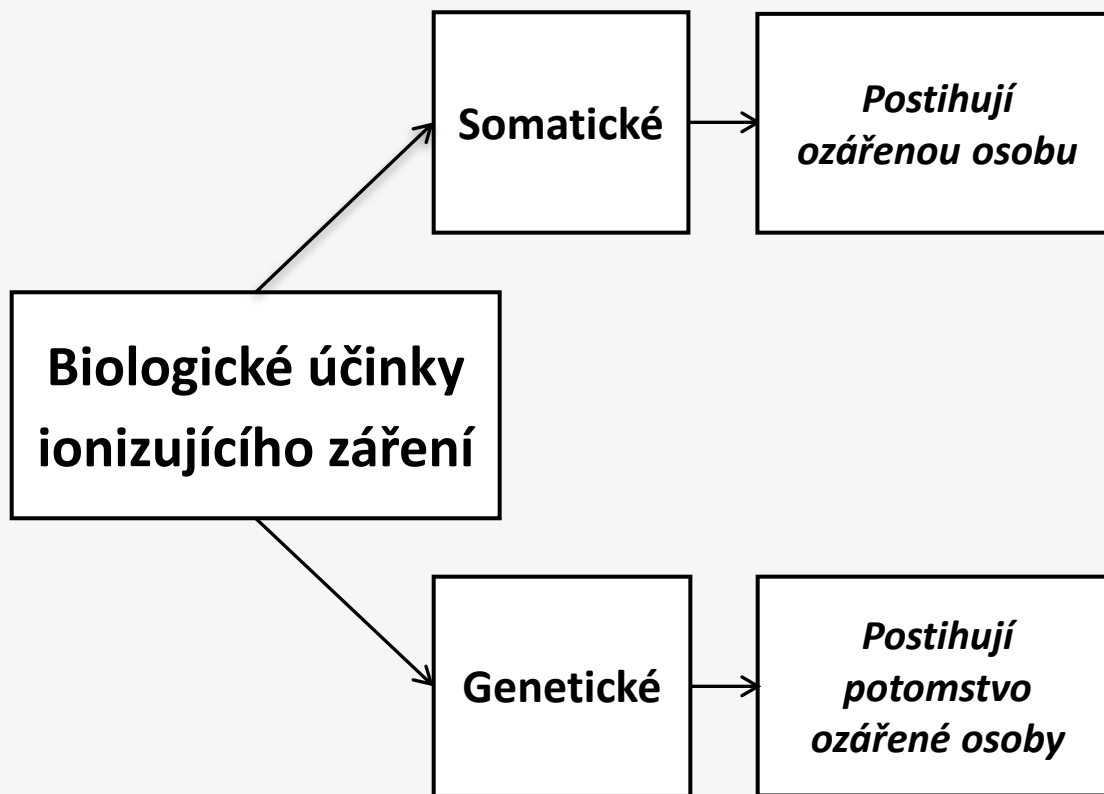 Somatické
Postihují
ozářenou osobu
Biologické účinky
ionizujícího záření
Genetické
Postihují
potomstvo
ozářené osoby